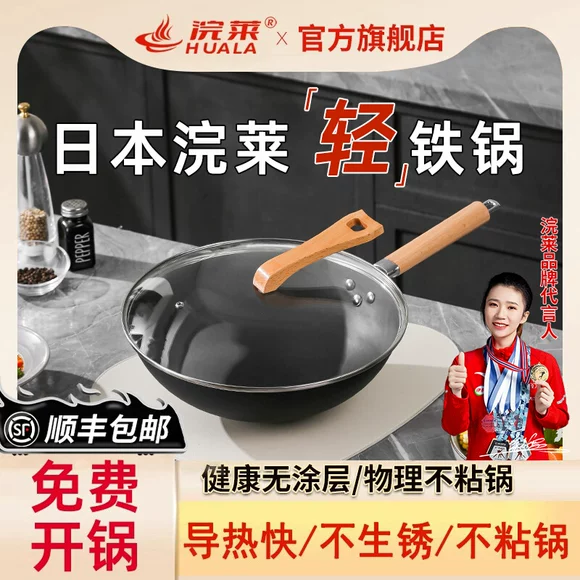 浣莱® HUALA × 官方旗舰店
日本浣莱「轻」铁锅
PEPPER
浣莱品牌代言人
SF 顺丰包邮
免费开锅
健康无涂层/物理不粘锅
导热快/不生锈/不粘锅